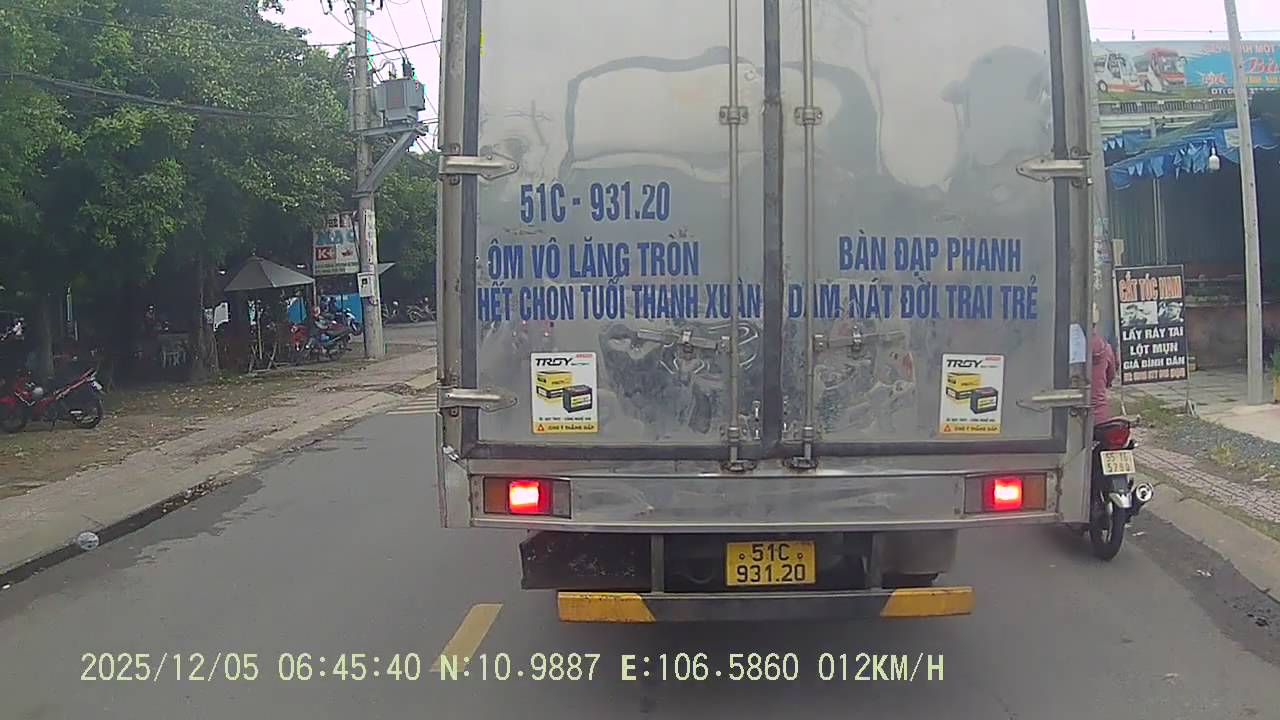 51C - 931.20
ÔM VÔ LĂNG TRÒN
HẾT CHỌN TUỔI THANH XUÂN
BÀN ĐẠP PHANH
DẪM NÁT ĐỜI TRAI TRẺ
TROY
TROY
51C
931.20
CẮT TÓC NAM
LẤY RÁY TAI
LỘT MỤN
GIÁ BÌNH DÂN
K+
2025/12/05 06:45:40 N:10.9887 E:106.5860 012KM/H